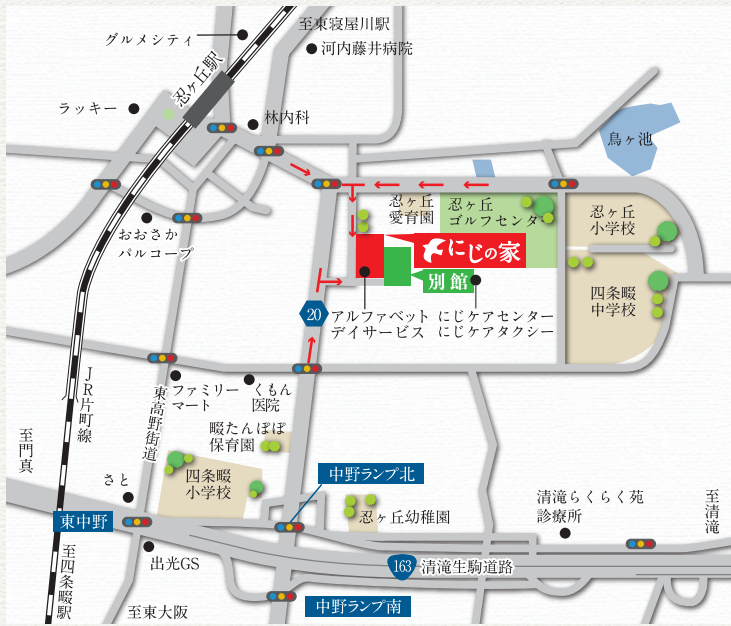 至東寝屋川駅
グルメシティ
河内藤井病院
忍ヶ丘駅
ラッキー
林内科
鳥ヶ池
忍ヶ丘
愛育園
忍ヶ丘
ゴルフセンター
忍ヶ丘
小学校
おおさか
パルコープ
にじの家
別館
四条畷
中学校
20
アルファベット
デイサービス
にじケアセンター
にじケアタクシー
JR片町線
東高野街道
ファミリー
マート
くもん
医院
畷たんぽぽ
保育園
至門真
四条畷
小学校
さと
中野ランプ北
東中野
忍ヶ丘幼稚園
清滝らくらく苑
診療所
至清滝
至四条畷駅
出光GS
163
清滝生駒道路
至東大阪
中野ランプ南